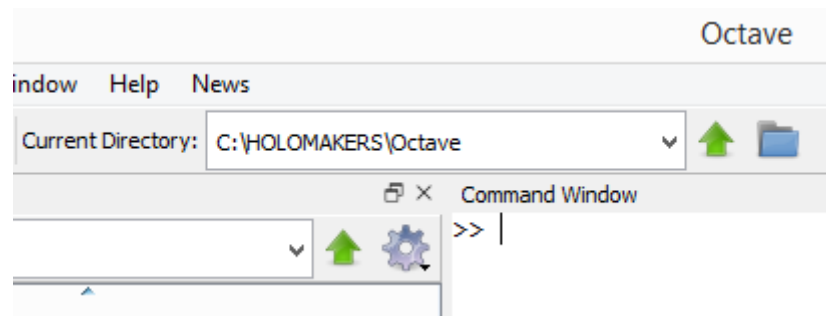 Octave
indow Help News
Current Directory: C:\HOLOMAKERS\Octave
Command Window
>>